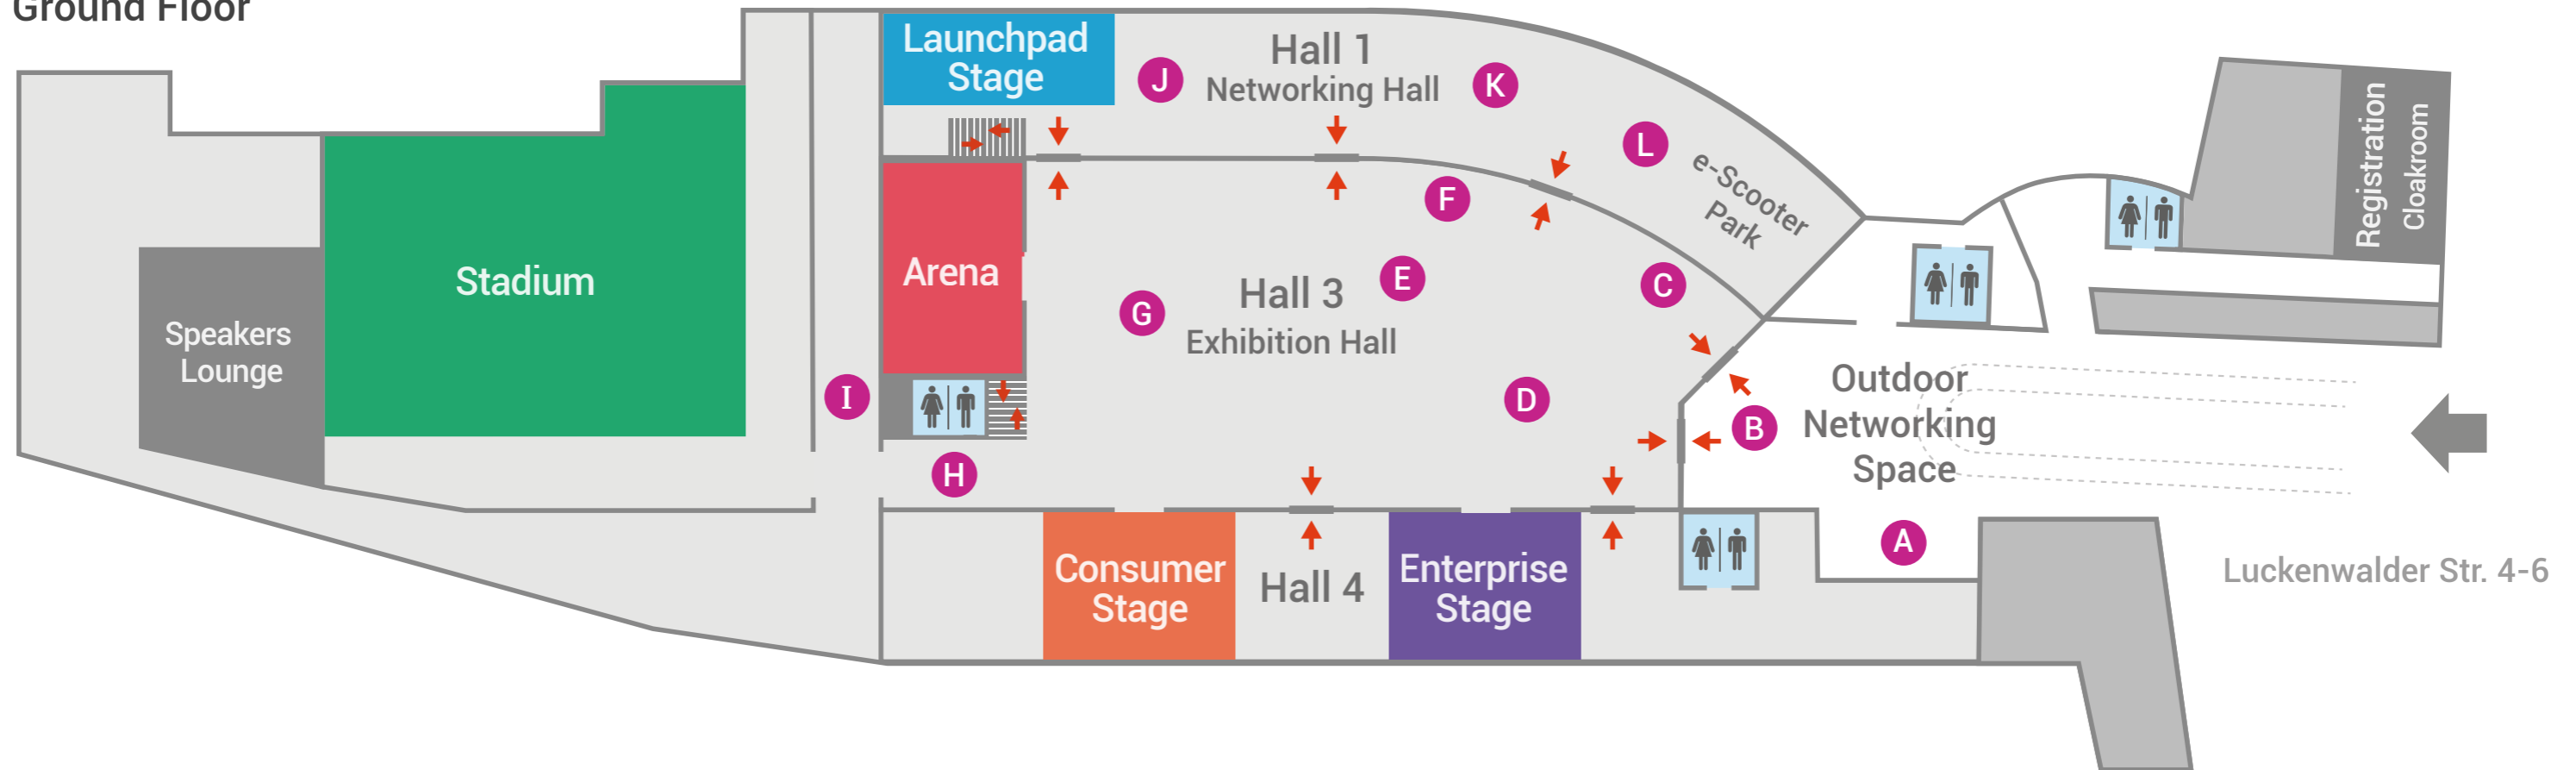 Ground Floor
Launchpad
Stage
J
Hall 1
Networking Hall
K
L
e-Scooter
Park
Registration
Cloakroom
Stadium
Speakers
Lounge
Arena
I
H
G
Hall 3
Exhibition Hall
F
E
C
D
B
Outdoor
Networking
Space
A
Consumer
Stage
Hall 4
Enterprise
Stage
Luckenwalder Str. 4-6